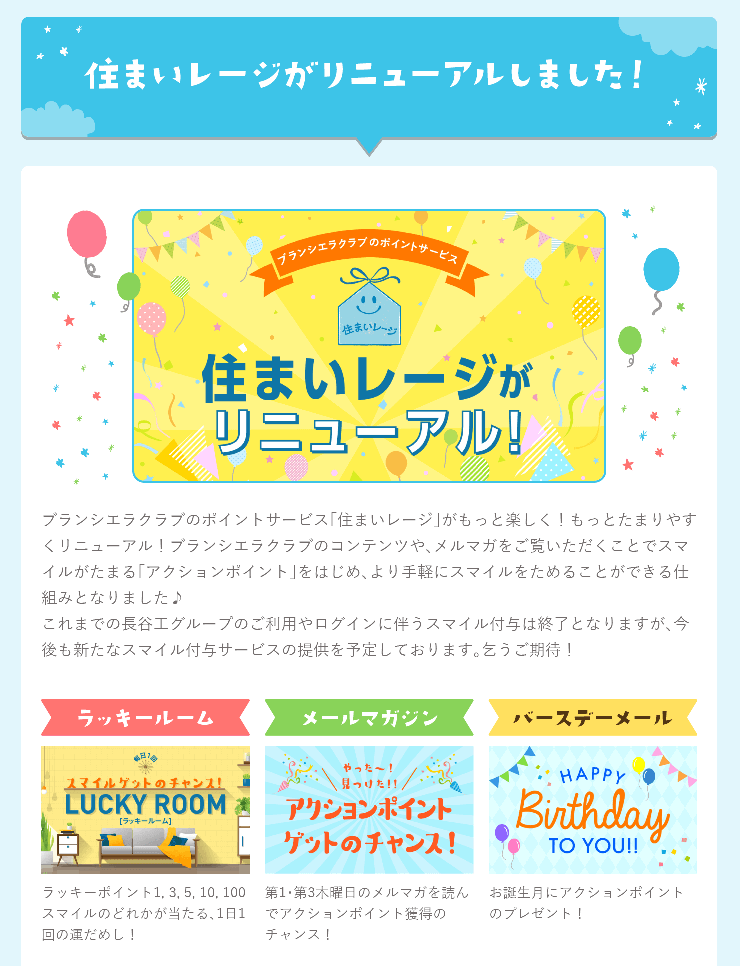 住まいレージがリニューアルしました！
ブランシエラクラブのポイントサービス
住まいレージ
住まいレージが
リニューアル!
ブランシエラクラブのポイントサービス｢住まいレージ｣がもっと楽しく！もっとたまりやす
くリニューアル！ブランシエラクラブのコンテンツや、メルマガをご覧いただくことでスマ
イルがたまる｢アクションポイント｣をはじめ、より手軽にスマイルをためることができる仕
組みとなりました♪
これまでの長谷工グループのご利用やログインに伴うスマイル付与は終了となりますが、今
後も新たなスマイル付与サービスの提供を予定しております。乞うご期待！
ラッキールーム
毎日1回
スマイルゲットのチャンス!
LUCKY ROOM
[ラッキールーム]
ラッキーポイント1, 3, 5, 10, 100
スマイルのどれかが当たる、1日1
回の運だめし！
メールマガジン
やった〜！
見つけた!!
アクションポイント
ゲットのチャンス！
第1・第3木曜日のメルマガを読ん
でアクションポイント獲得の
チャンス！
バースデーメール
HAPPY
Birthday
TO YOU!!
お誕生月にアクションポイント
のプレゼント！